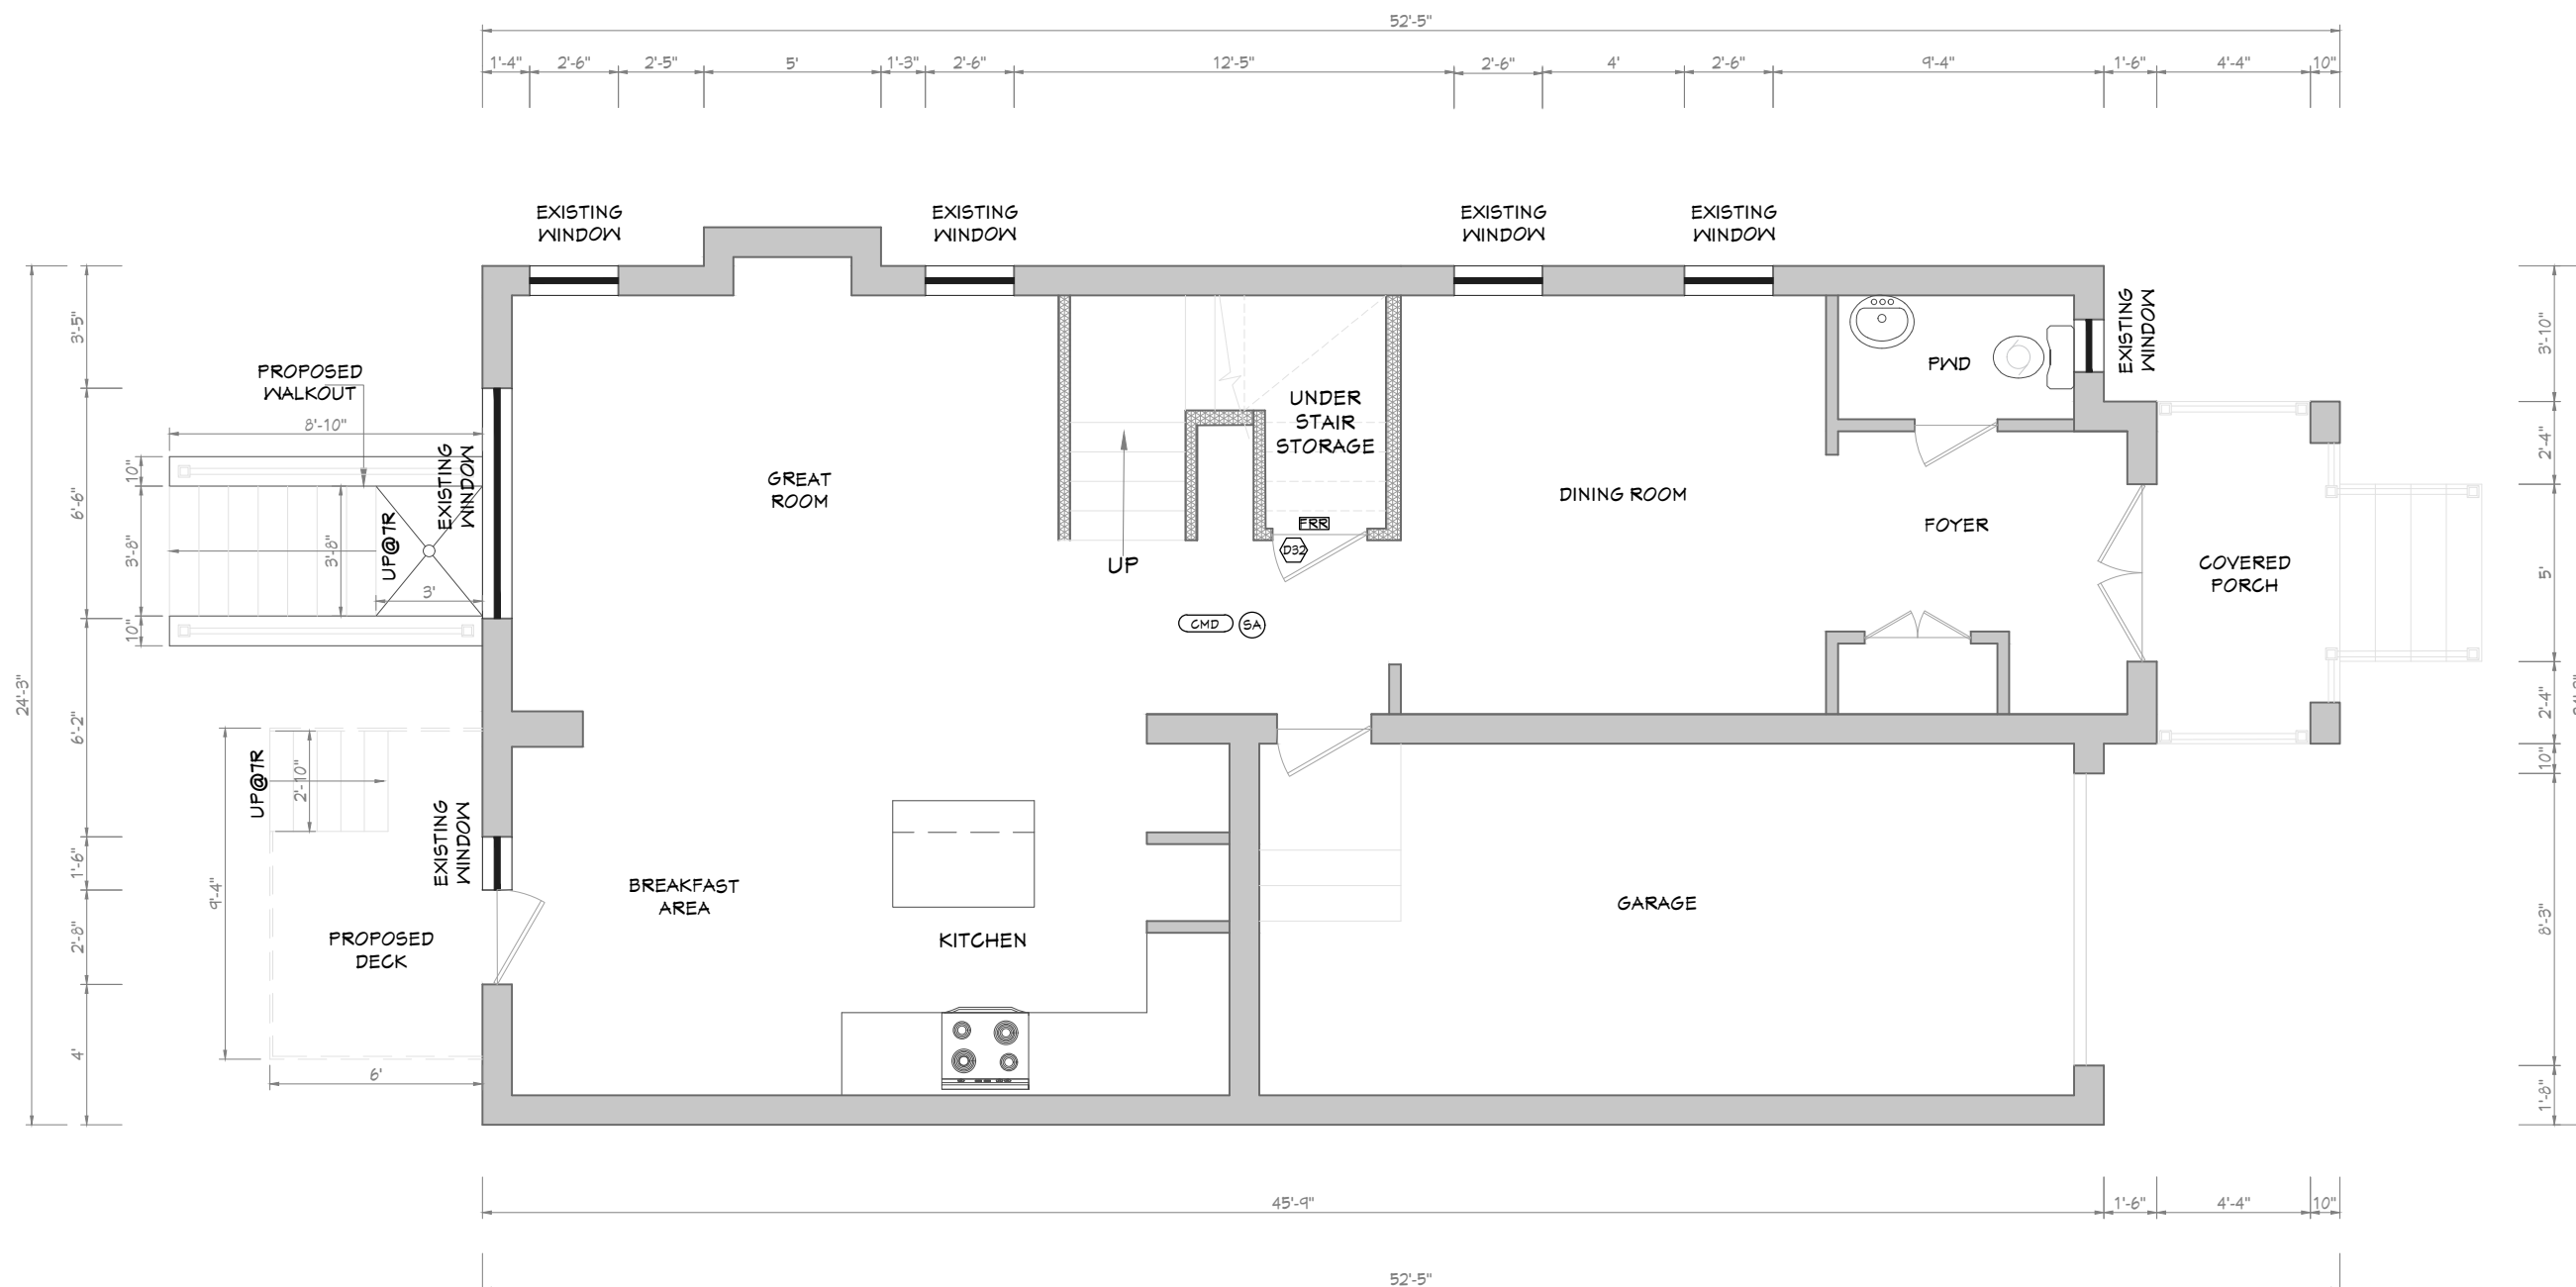 52'-5"
1'-4" 2'-6" 2'-5" 5' 1'-3" 2'-6" 12'-5" 2'-6" 4' 2'-6" 9'-4" 1'-6" 4'-4" 10"
EXISTING
WINDOW
EXISTING
WINDOW
EXISTING
WINDOW
EXISTING
WINDOW
EXISTING
WINDOW
3'-5"
6'-6"
6'-2"
1'-6"
2'-8"
4'
24'-3"
PROPOSED
WALKOUT
8'-10"
10"
3'-8"
10"
3'-8"
3'
UP@7R
EXISTING
WINDOW
GREAT
ROOM
UP
UNDER
STAIR
STORAGE
FRR
D32
CMD
SA
DINING ROOM
PWD
FOYER
COVERED
PORCH
3'-10"
2'-4"
5'
2'-4"
10"
8'-3"
1'-8"
UP@7R
2'-10"
9'-4"
EXISTING
WINDOW
PROPOSED
DECK
6'
BREAKFAST
AREA
KITCHEN
GARAGE
45'-9" 1'-6" 4'-4" 10"
52'-5"